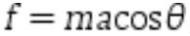 f = macosθ